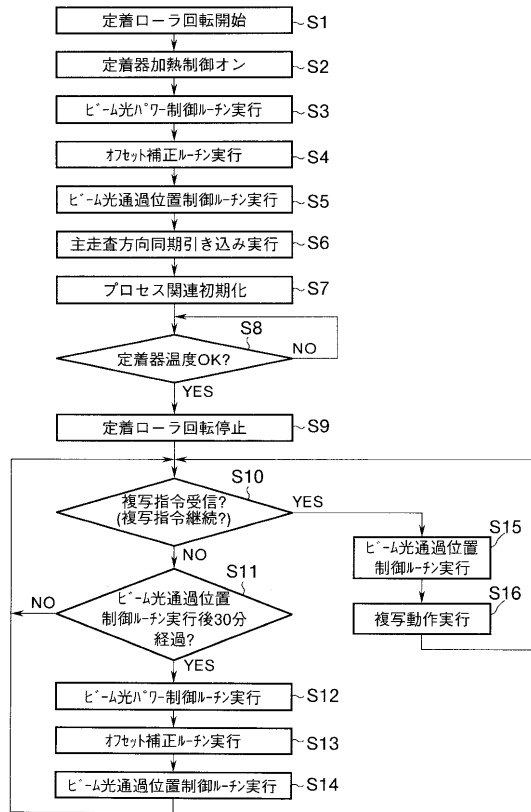 定着ローラ回転開始 S1
定着器加熱制御オン S2
ﾋﾞｰﾑ光ﾊﾟﾜｰ制御ﾙｰﾁﾝ実行 S3
ｵﾌｾｯﾄ補正ﾙｰﾁﾝ実行 S4
ﾋﾞｰﾑ光通過位置制御ﾙｰﾁﾝ実行 S5
主走査方向同期引き込み実行 S6
プロセス関連初期化 S7
S8
定着器温度OK? NO
YES
定着ローラ回転停止 S9
S10
複写指令受信?
(複写指令継続?)
YES
NO
S15
ﾋﾞｰﾑ光通過位置
制御ﾙｰﾁﾝ実行
S16
複写動作実行
S11
ﾋﾞｰﾑ光通過位置
制御ﾙｰﾁﾝ実行後30分
経過?
NO
YES
ﾋﾞｰﾑ光ﾊﾟﾜｰ制御ﾙｰﾁﾝ実行 S12
ｵﾌｾｯﾄ補正ﾙｰﾁﾝ実行 S13
ﾋﾞｰﾑ光通過位置制御ﾙｰﾁﾝ実行 S14